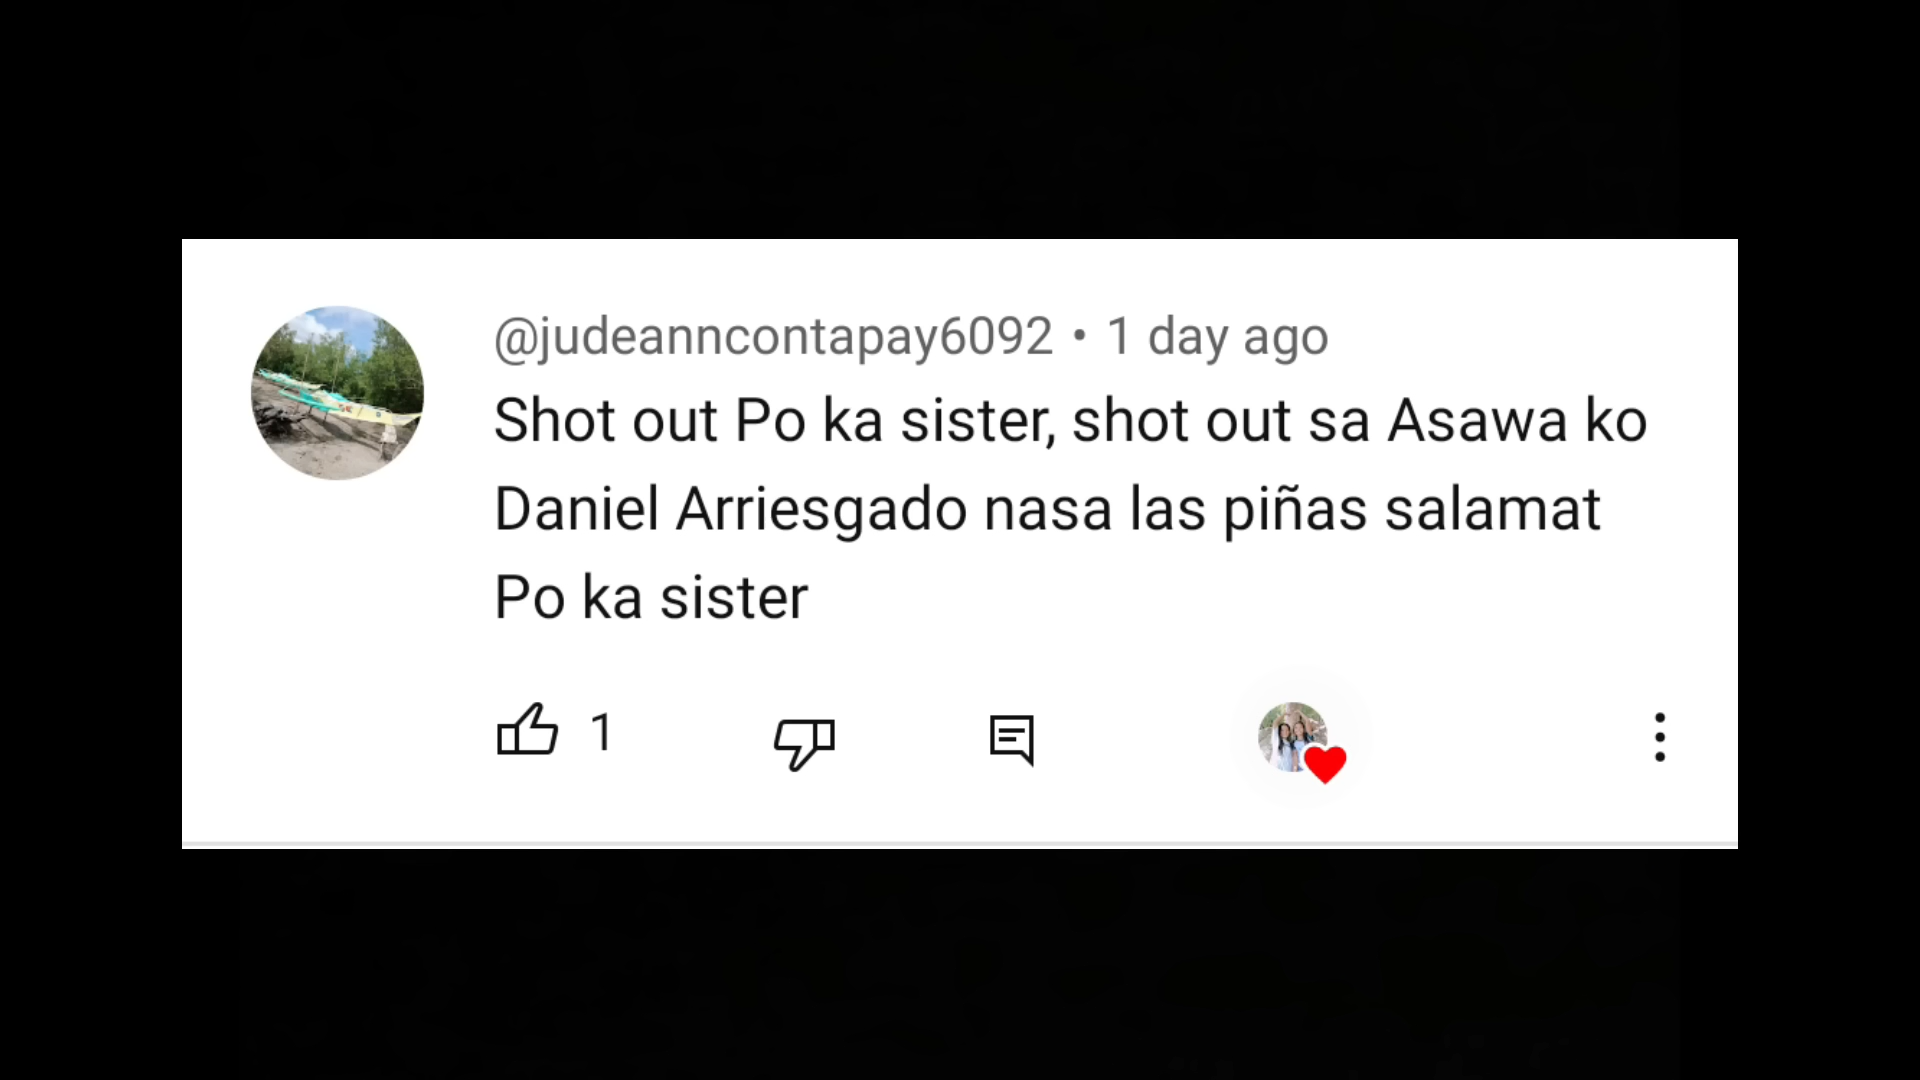 @judeanncontapay6092 • 1 day ago
Shot out Po ka sister, shot out sa Asawa ko
Daniel Arriesgado nasa las piñas salamat
Po ka sister
1